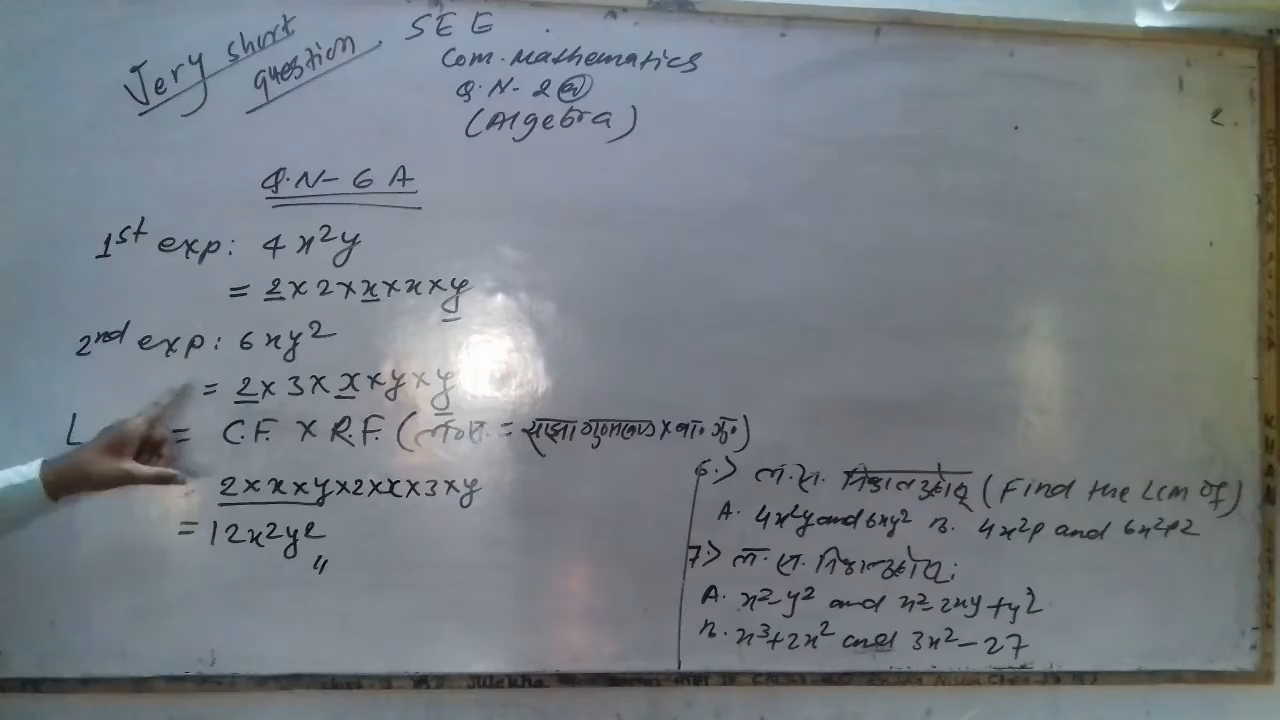 Very short question
SEE
Com. Mathematics
Q.N- 2 (a)
(Algebra)
Q.N- 6 A
1st exp: 4x²y
= 2×2×x×x×y
2nd exp: 6xy²
= 2×3×x×y×y
L = C.F. × R.F. (ल.स. = साझा गुणनखण्ड × बा० गु०)
2×x×y×2×x×3×y
= 12x²y²
6.> ल.स. (Find the LCM of)
A. 4x²y and 6xy² B. 4x²p and 6x²p2
7.> ल.स.
A. x²-y² and x²-2xy+y²
B. x³+2x² and 3x²-27